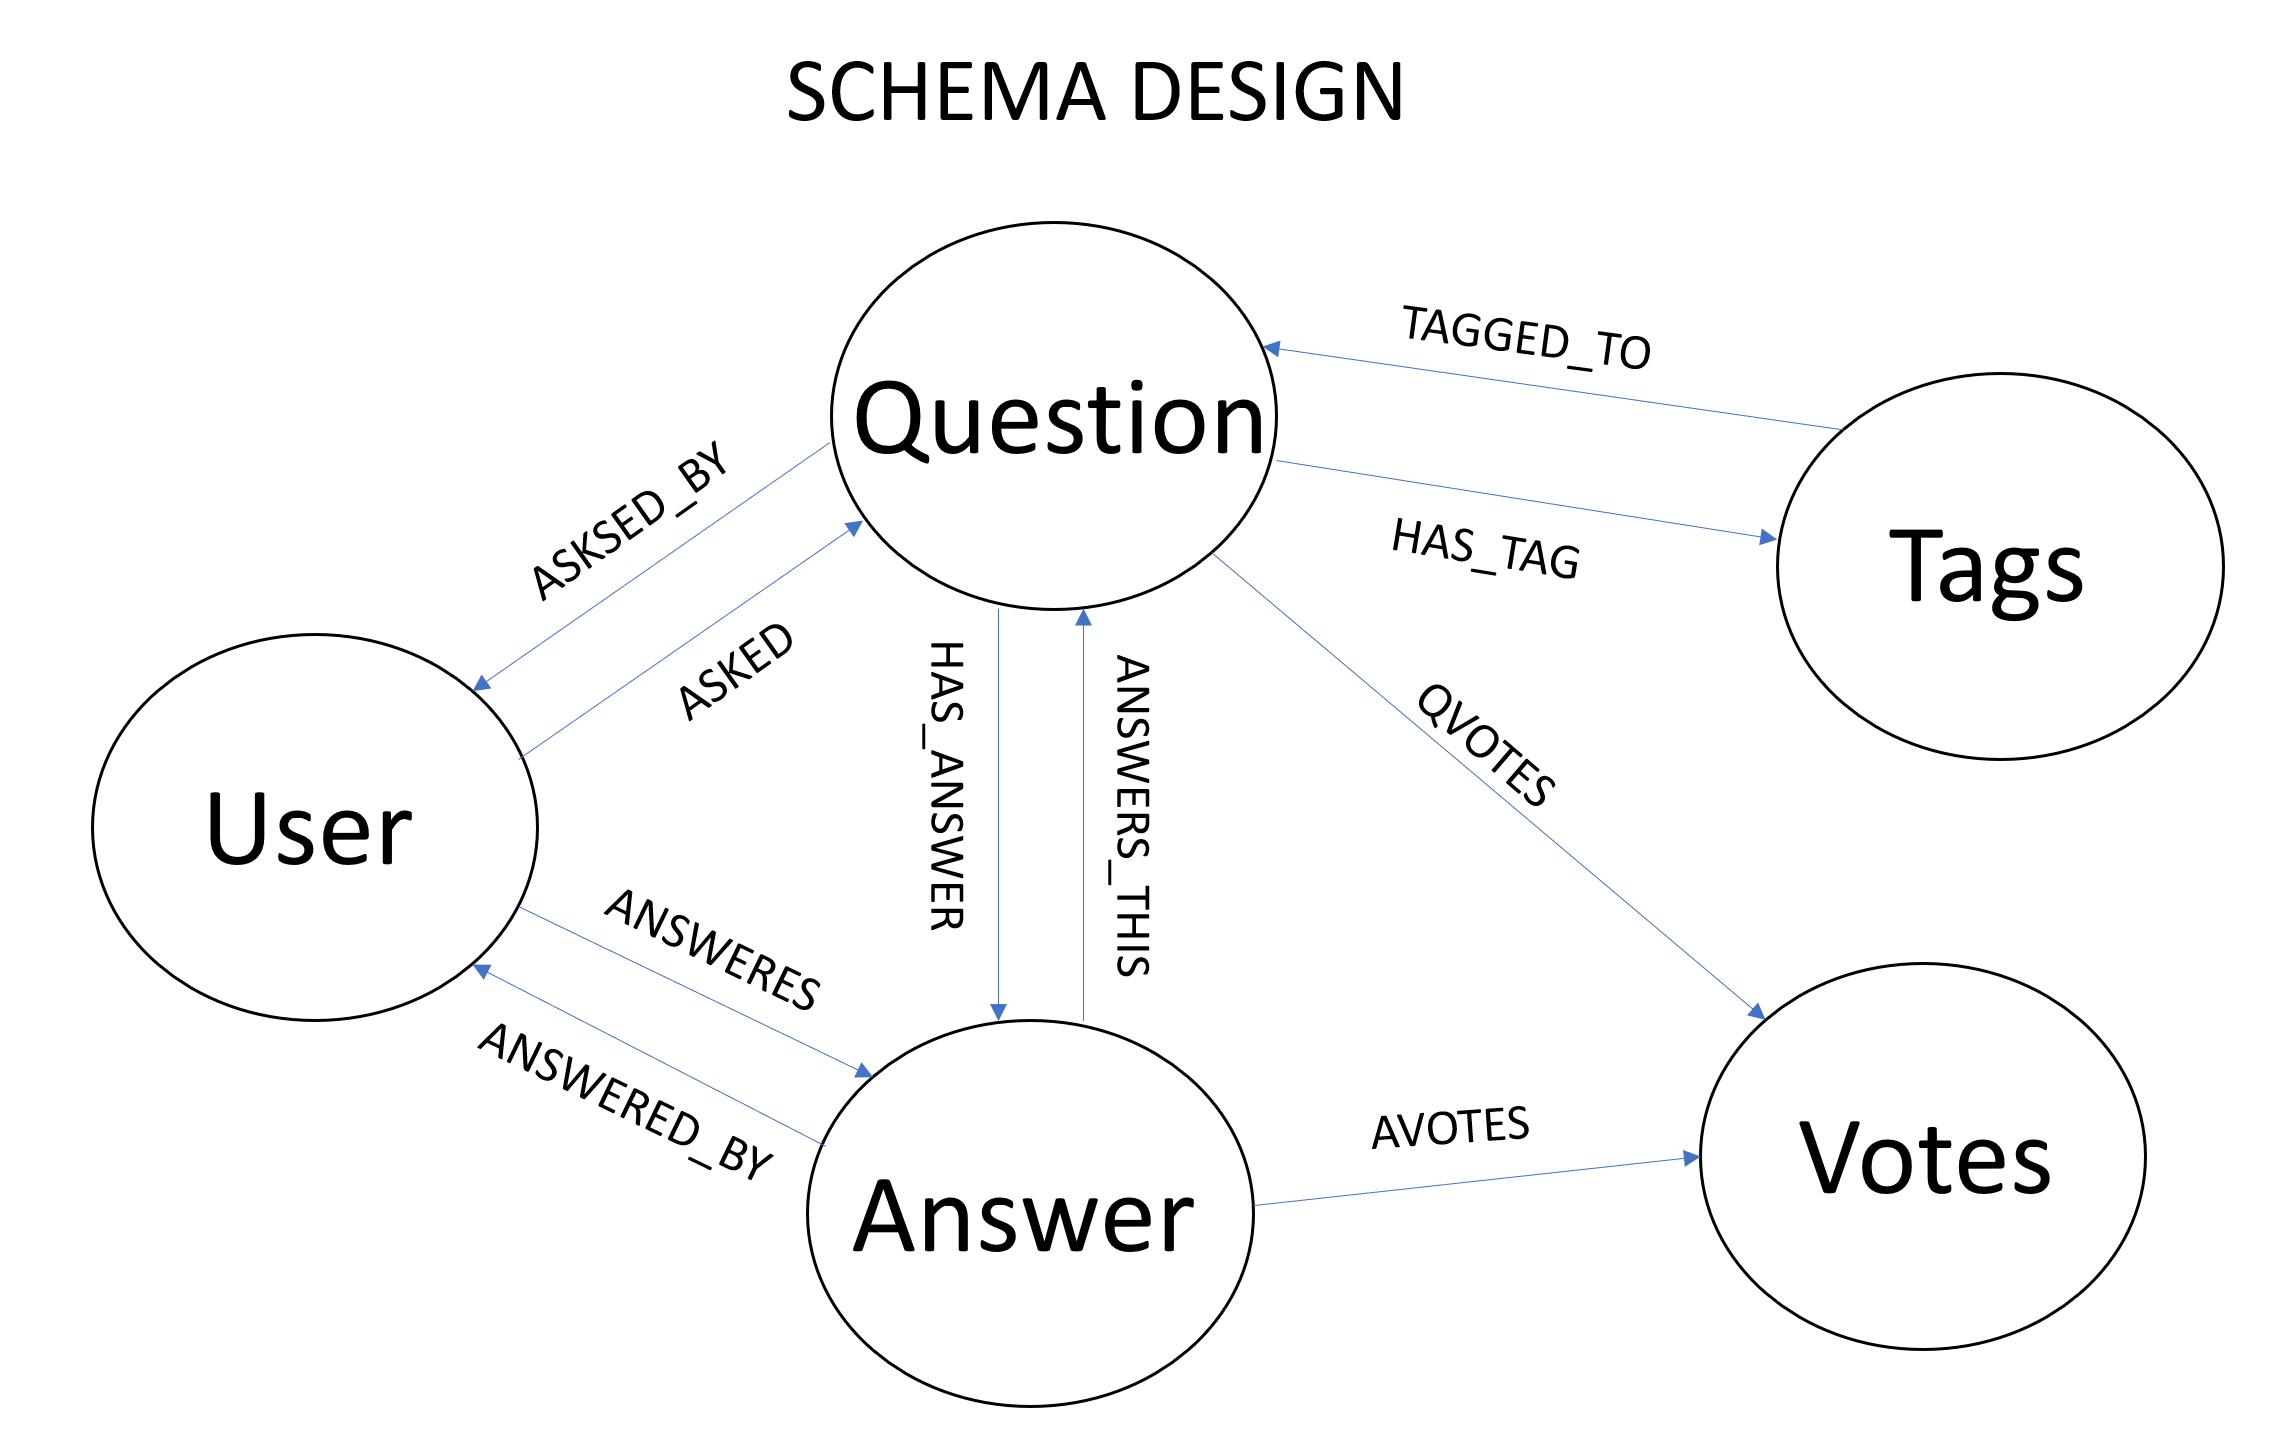 SCHEMA DESIGN
Question
TAGGED_TO
HAS_TAG
Tags
ASKSED_BY
ASKED
HAS_ANSWER
ANSWERS_THIS
QVOTES
User
ANSWERES
ANSWERED_BY
Answer
AVOTES
Votes